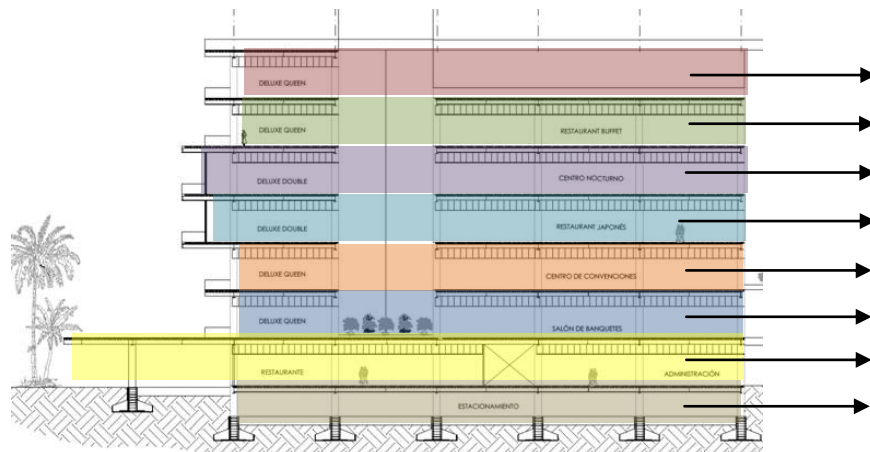 DELUXE QUEEN
DELUXE QUEEN RESTAURANT BUFFET
DELUXE DOUBLE CENTRO NOCTURNO
DELUXE DOUBLE RESTAURANT JAPONÉS
DELUXE QUEEN CENTRO DE CONVENCIONES
DELUXE QUEEN SALÓN DE BANQUETES
RESTAURANTE ADMINISTRACIÓN
ESTACIONAMIENTO